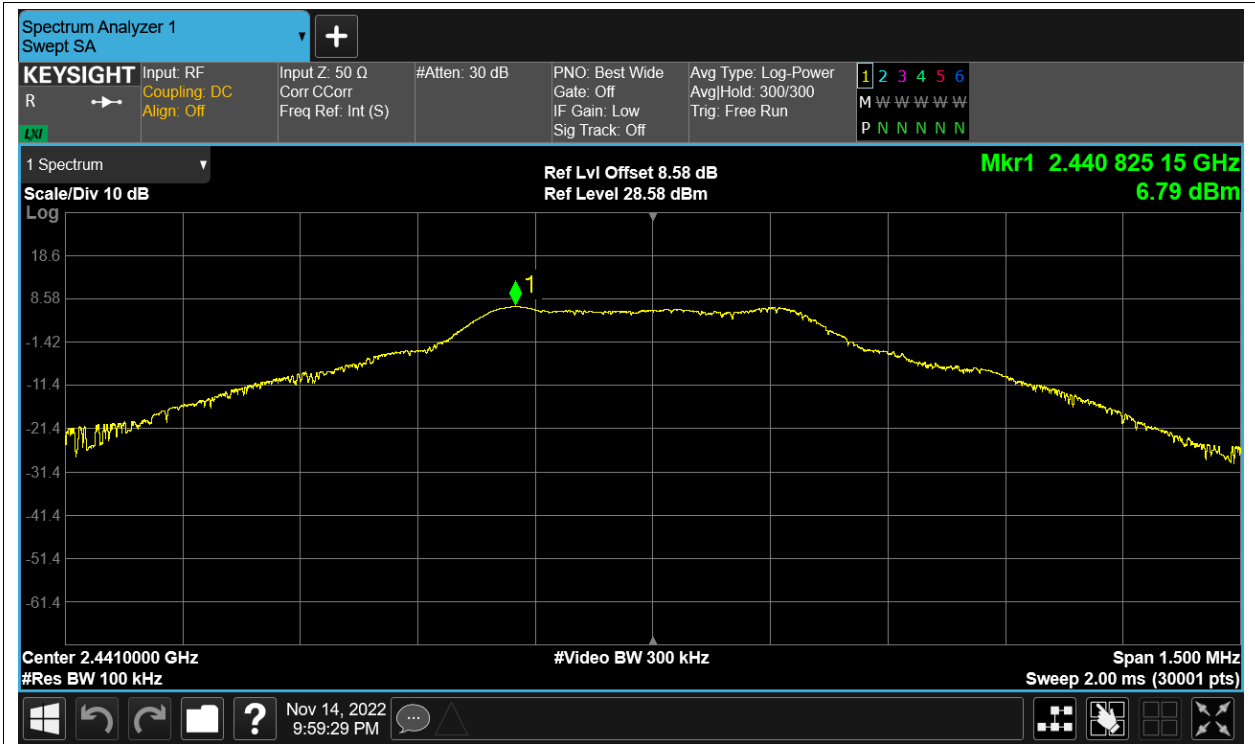 Spectrum Analyzer 1
Swept SA
KEYSIGHT
R
LXI
Input: RF
Coupling: DC
Align: Off
Input Z: 50 Ω
Corr CCorr
Freq Ref: Int (S)
#Atten: 30 dB
PNO: Best Wide
Gate: Off
IF Gain: Low
Sig Track: Off
Avg Type: Log-Power
Avg|Hold: 300/300
Trig: Free Run
1 2 3 4 5 6
M W W W W W W
P N N N N N
1 Spectrum
Scale/Div 10 dB
Log
Ref Lvl Offset 8.58 dB
Ref Level 28.58 dBm
Mkr1 2.440 825 15 GHz
6.79 dBm
1
18.6
8.58
-1.42
-11.4
-21.4
-31.4
-41.4
-51.4
-61.4
Center 2.4410000 GHz
#Res BW 100 kHz
#Video BW 300 kHz
Span 1.500 MHz
Sweep 2.00 ms (30001 pts)
?
Nov 14, 2022
9:59:29 PM